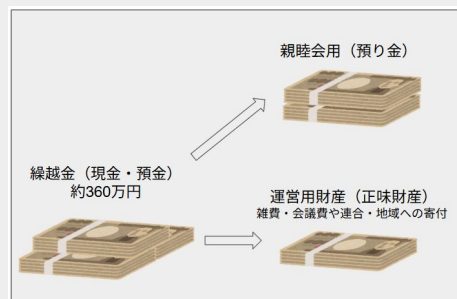 親睦会用（預り金）
繰越金（現金・預金）
約360万円
運営用財産（正味財産）
雑費・会議費や連合・地域への寄付